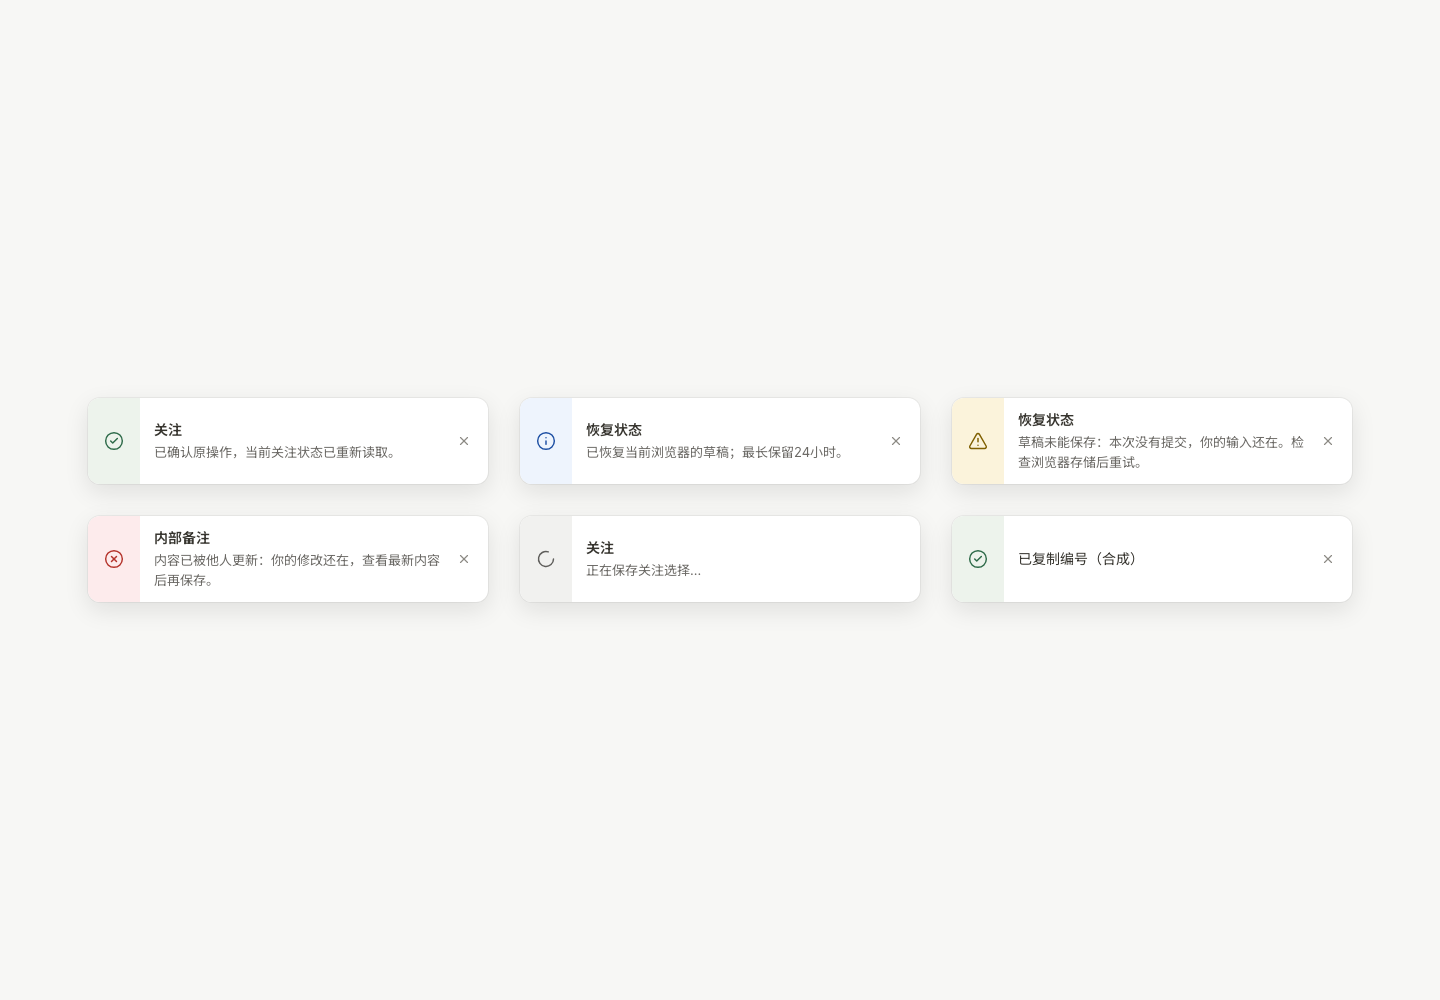 关注
已确认原操作，当前关注状态已重新读取。
恢复状态
已恢复当前浏览器的草稿；最长保留24小时。
恢复状态
草稿未能保存：本次没有提交，你的输入还在。检
查浏览器存储后重试。
内部备注
内容已被他人更新：你的修改还在，查看最新内容
后再保存。
关注
正在保存关注选择...
已复制编号（合成）